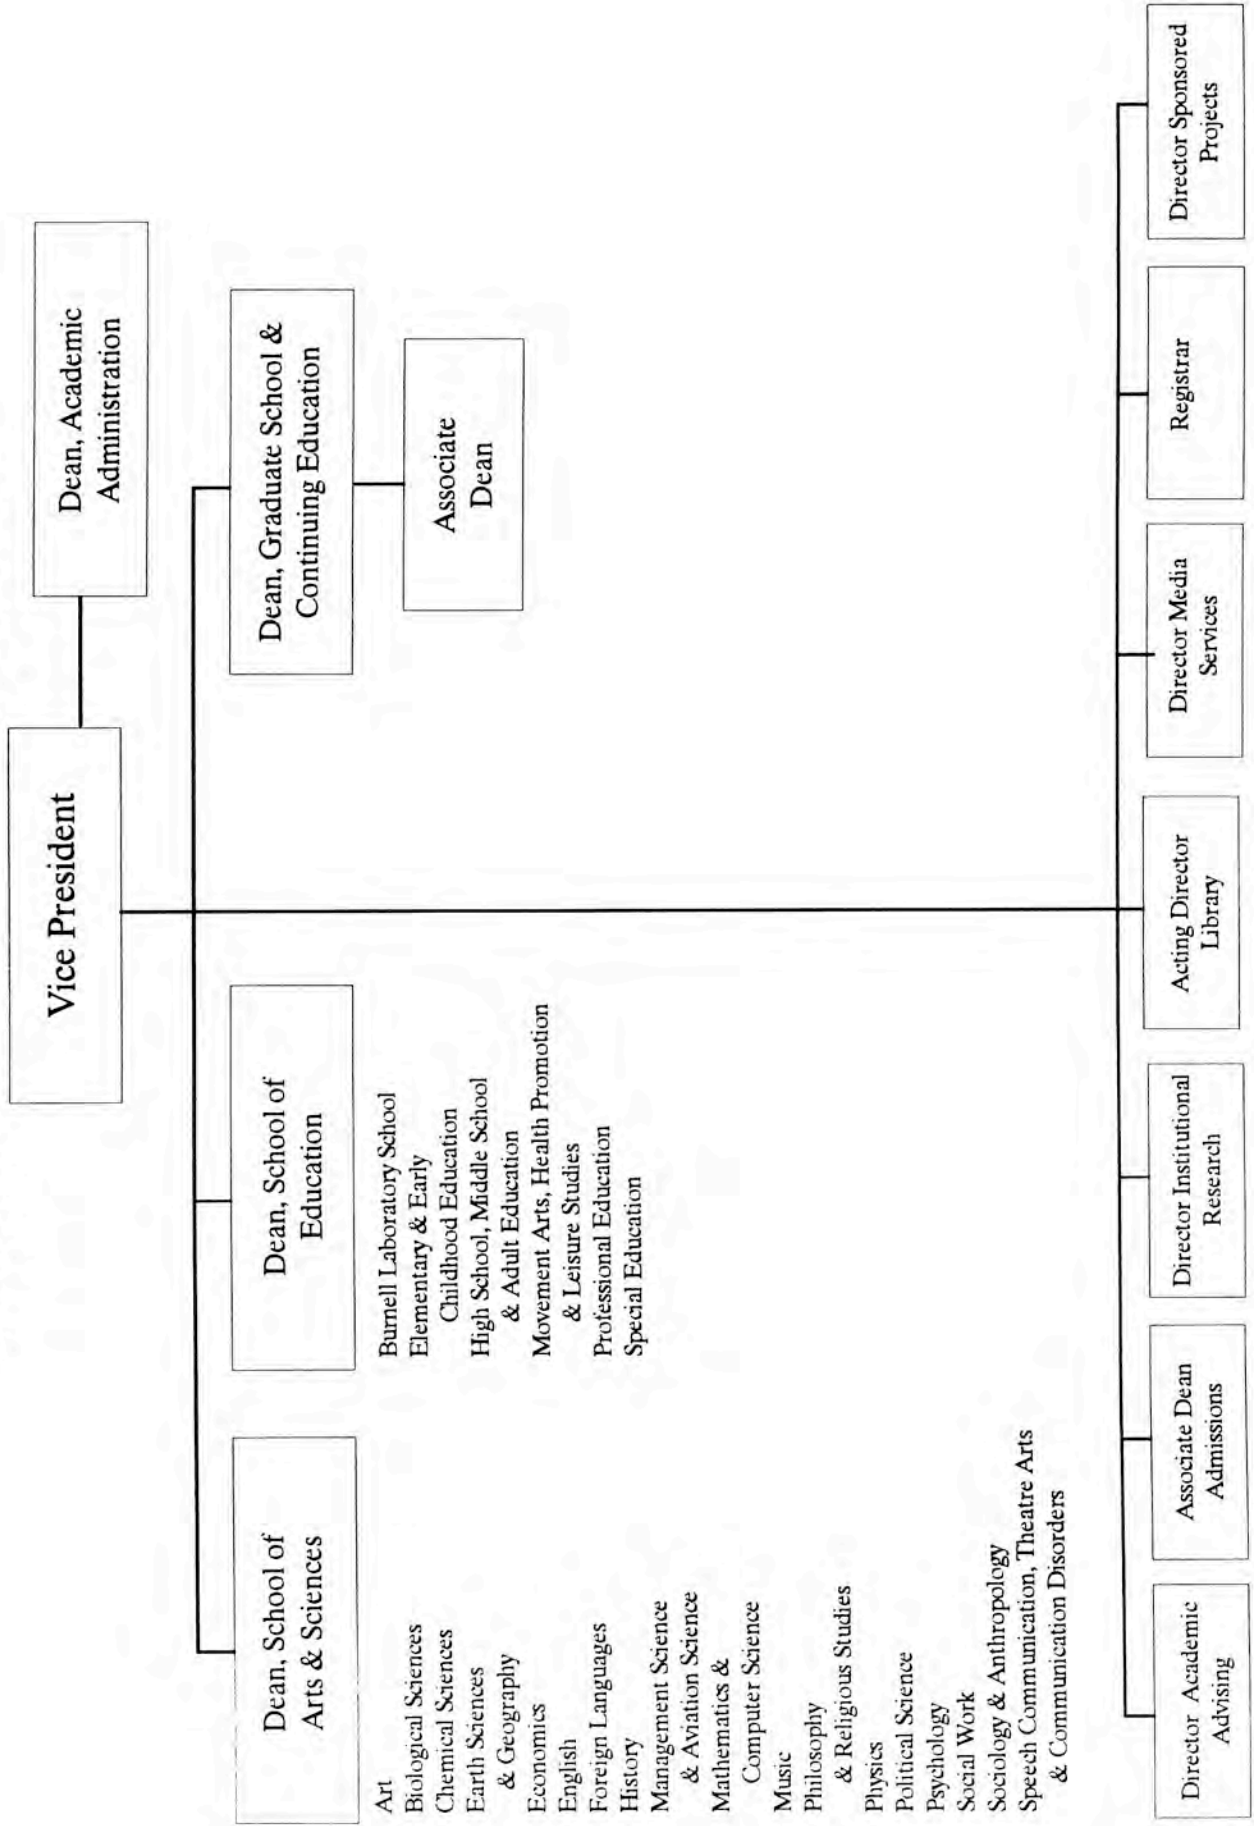 Vice President
Dean, Academic
Administration
Dean, School of
Arts & Sciences
Art
Biological Sciences
Chemical Sciences
Earth Sciences
& Geography
Economics
English
Foreign Languages
History
Management Science
& Aviation Science
Mathematics &
Computer Science
Music
Philosophy
& Religious Studies
Physics
Political Science
Psychology
Social Work
Sociology & Anthropology
Speech Communication, Theatre Arts
& Communication Disorders
Dean, School of
Education
Burnell Laboratory School
Elementary & Early
Childhood Education
High School, Middle School
& Adult Education
Movement Arts, Health Promotion
& Leisure Studies
Professional Education
Special Education
Dean, Graduate School &
Continuing Education
Associate
Dean
Director Academic
Advising
Associate Dean
Admissions
Director Institutional
Research
Acting Director
Library
Director Media
Services
Registrar
Director Sponsored
Projects